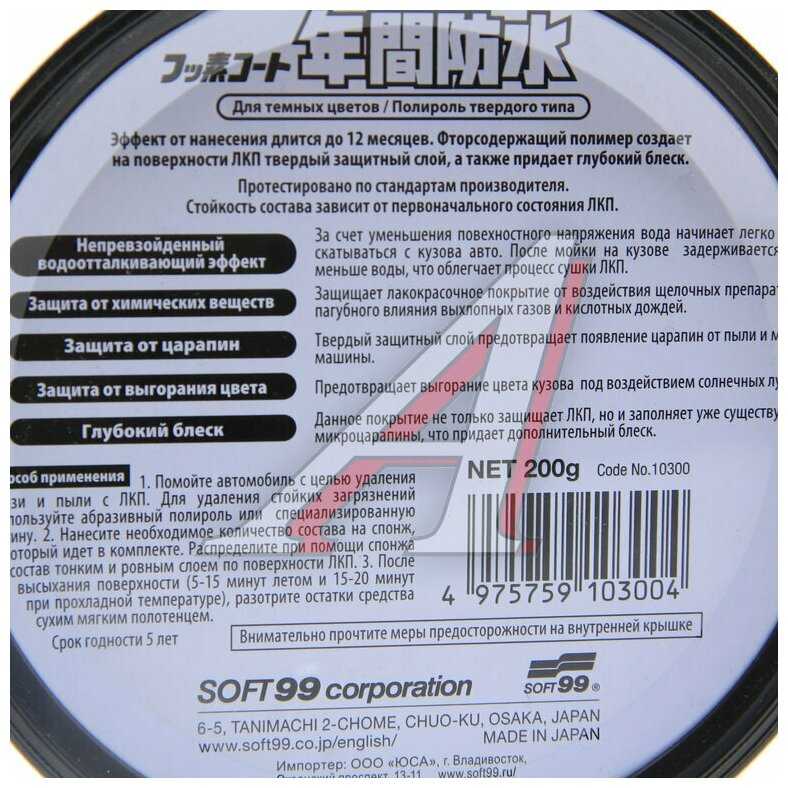 フッ素コート 年間防水
Для темных цветов / Полироль твердого типа
Эффект от нанесения длится до 12 месяцев. Фторсодержащий полимер создает
на поверхности ЛКП твердый защитный слой, а также придает глубокий блеск.
Протестировано по стандартам производителя.
Стойкость состава зависит от первоначального состояния ЛКП.
Непревзойденный
водоотталкивающий эффект
За счет уменьшения повехностного напряжения вода начинает легко
скатываться с кузова авто. После мойки на кузове задерживается
меньше воды, что облегчает процесс сушки ЛКП.
Защита от химических веществ
Защищает лакокрасочное покрытие от воздействия щелочных препарат
пагубного влияния выхлопных газов и кислотных дождей.
Защита от царапин
Твердый защитный слой предотвращает появление царапин от пыли и м
машины.
Защита от выгорания цвета
Предотвращает выгорание цвета кузова под воздействием солнечных лу
Глубокий блеск
Данное покрытие не только защищает ЛКП, но и заполняет уже существу
микроцарапины, что придает дополнительный блеск.
особ применения 1. Помойте автомобиль с целью удаления
зи и пыли с ЛКП. Для удаления стойких загрязнений
пользуйте абразивный полироль или специализированную
ину. 2. Нанесите необходимое количество состава на спонж,
оторый идет в комплекте. Распределите при помощи спонжа
состав тонким и ровным слоем по поверхности ЛКП. 3. После
высыхания поверхности (5-15 минут летом и 15-20 минут
при прохладной температуре), разотрите остатки средства
сухим мягким полотенцем.
Срок годности 5 лет
NET 200g Code No.10300
4 975759 103004
Внимательно прочтите меры предосторожности на внутренней крышке
SOFT99 corporation
SOFT99®
6-5, TANIMACHI 2-CHOME, CHUO-KU, OSAKA, JAPAN
www.soft99.co.jp/english/ MADE IN JAPAN
Импортер: ООО «ЮСА», г. Владивосток,
Океанский проспект, 13-11 www.soft99.ru/